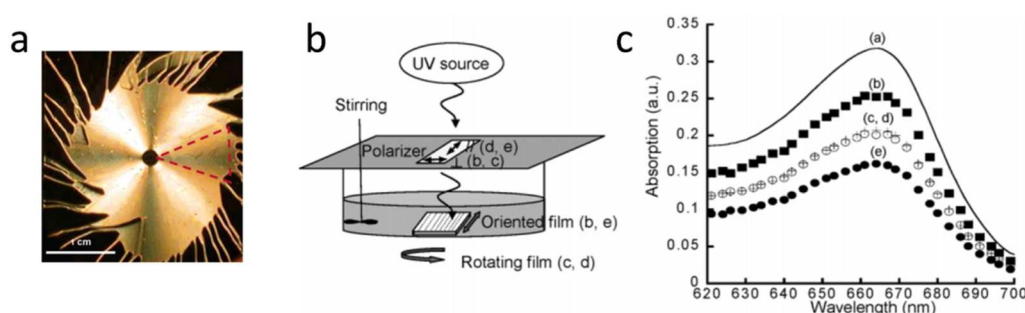 a
1 cm
b
UV source
Stirring
Polarizer
// (d, e)
⊥ (b, c)
Oriented film (b, e)
Rotating film (c, d)
c
0.35
0.3
0.25
0.2
0.15
0.1
0.05
0
Absorption (a.u.)
(a)
(b)
(c, d)
(e)
620 630 640 650 660 670 680 690 700
Wavelength (nm)